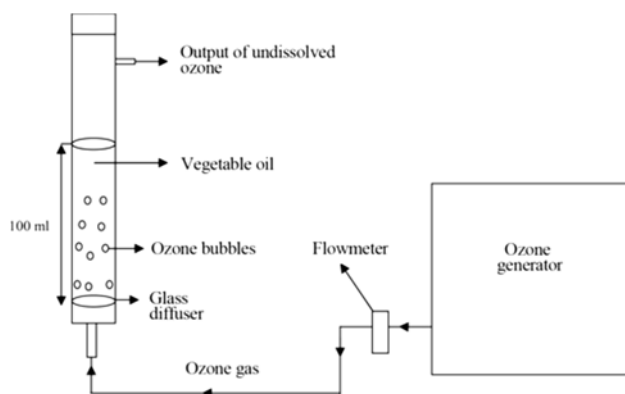 Output of undissolved
ozone
Vegetable oil
100 ml
Ozone bubbles
Glass
diffuser
Flowmeter
Ozone
generator
Ozone gas